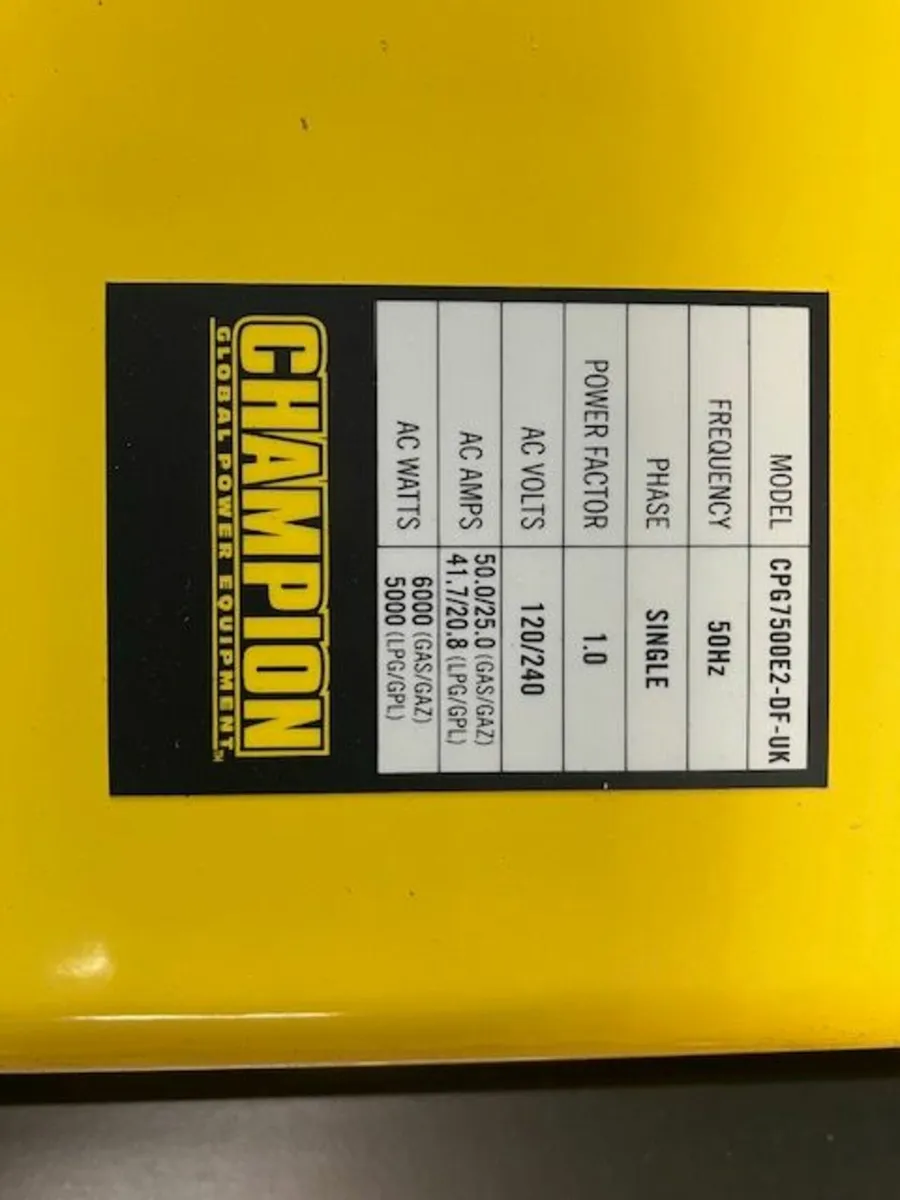 MODEL CPG7500E2-DF-UK
FREQUENCY 50Hz
PHASE SINGLE
POWER FACTOR 1.0
AC VOLTS 120/240
AC AMPS 50.0/25.0 (GAS/GAZ)
41.7/20.8 (LPG/GPL)
AC WATTS 6000 (GAS/GAZ)
5000 (LPG/GPL)
CHAMPION
GLOBAL POWER EQUIPMENT™